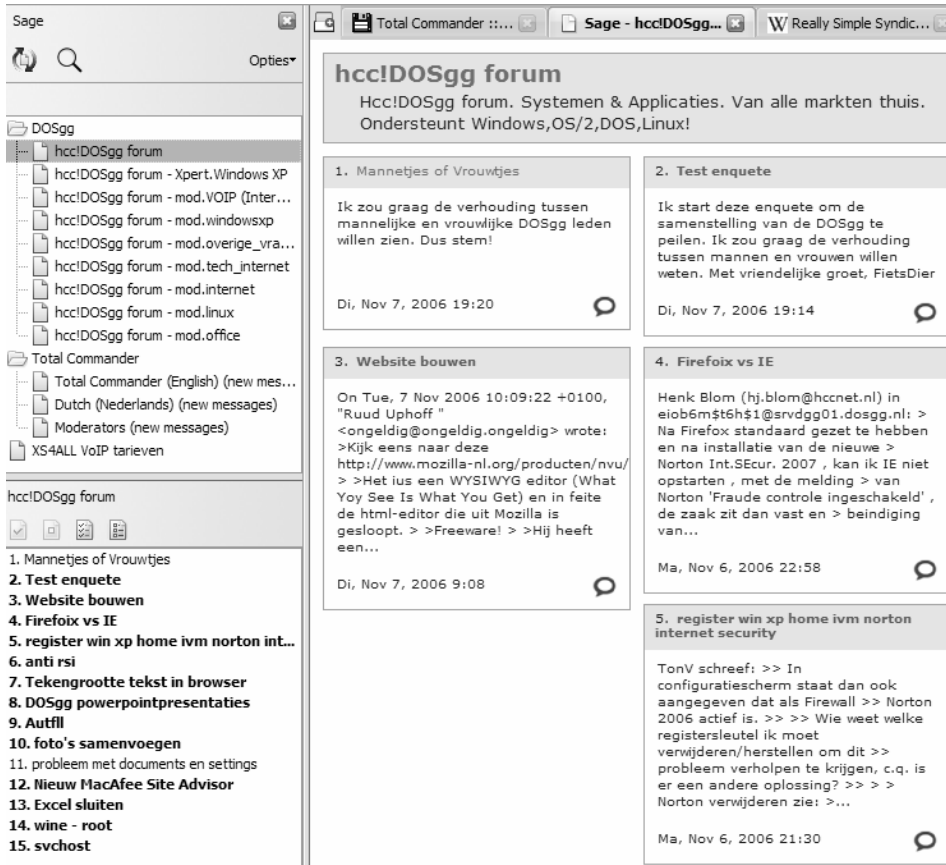 Sage
Opties
DOSgg
hcc!DOSgg forum
hcc!DOSgg forum - Xpert.Windows XP
hcc!DOSgg forum - mod.VOIP (Inter...
hcc!DOSgg forum - mod.windowsxp
hcc!DOSgg forum - mod.overige_vra...
hcc!DOSgg forum - mod.tech_internet
hcc!DOSgg forum - mod.internet
hcc!DOSgg forum - mod.linux
hcc!DOSgg forum - mod.office
Total Commander
Total Commander (English) (new mes...
Dutch (Nederlands) (new messages)
Moderators (new messages)
XS4ALL VoIP tarieven
hcc!DOSgg forum
1. Mannetjes of Vrouwtjes
2. Test enquete
3. Website bouwen
4. Firefoix vs IE
5. register win xp home ivm norton int...
6. anti rsi
7. Tekengrootte tekst in browser
8. DOSgg powerpointpresentaties
9. Autfll
10. foto's samenvoegen
11. probleem met documents en settings
12. Nieuw MacAfee Site Advisor
13. Excel sluiten
14. wine - root
15. svchost
Total Commander ::...
Sage - hcc!DOSgg...
W Really Simple Syndic...
hcc!DOSgg forum
Hcc!DOSgg forum. Systemen & Applicaties. Van alle markten thuis.
Ondersteunt Windows,OS/2,DOS,Linux!
1. Mannetjes of Vrouwtjes
Ik zou graag de verhouding tussen
mannelijke en vrouwlijke DOSgg leden
willen zien. Dus stem!
Di, Nov 7, 2006 19:20
2. Test enquete
Ik start deze enquete om de
samenstelling van de DOSgg te
peilen. Ik zou graag de verhouding
tussen mannen en vrouwen willen
weten. Met vriendelijke groet, FietsDier
Di, Nov 7, 2006 19:14
3. Website bouwen
On Tue, 7 Nov 2006 10:09:22 +0100,
"Ruud Uphoff "
<ongeldig@ongeldig.ongeldig> wrote:
>Kijk eens naar deze
http://www.mozilla-nl.org/producten/nvu/
> >Het ius een WYSIWYG editor (What
Yoy See Is What You Get) en in feite
de html-editor die uit Mozilla is
gesloopt. > >Freeware! > >Hij heeft
een...
Di, Nov 7, 2006 9:08
4. Firefoix vs IE
Henk Blom (hj.blom@hccnet.nl) in
eiob6m$t6h$1@srvdgg01.dosgg.nl: >
Na Firefox standaard gezet te hebben
en na installatie van de nieuwe >
Norton Int.SEcur. 2007 , kan ik IE niet
opstarten , met de melding > van
Norton 'Fraude controle ingeschakeld' ,
de zaak zit dan vast en > beindiging
van...
Ma, Nov 6, 2006 22:58
5. register win xp home ivm norton
internet security
TonV schreef: >> In
configuratiescherm staat dan ook
aangegeven dat als Firewall >> Norton
2006 actief is. >> >> Wie weet welke
registersleutel ik moet
verwijderen/herstellen om dit >>
probleem verholpen te krijgen, c.q. is
er een andere oplossing? >> > >
Norton verwijderen zie: >...
Ma, Nov 6, 2006 21:30